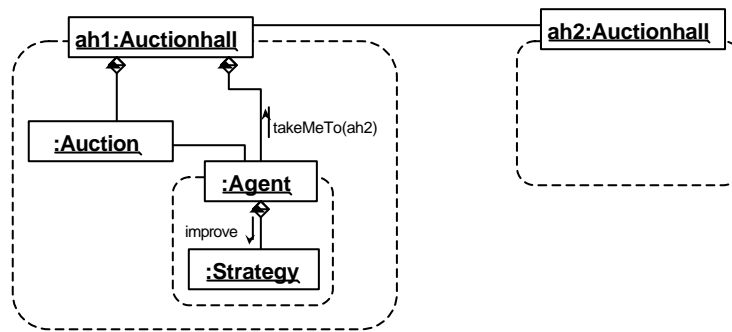 ah1:Auctionhall
ah2:Auctionhall
takeMeTo(ah2)
:Auction
:Agent
improve
:Strategy